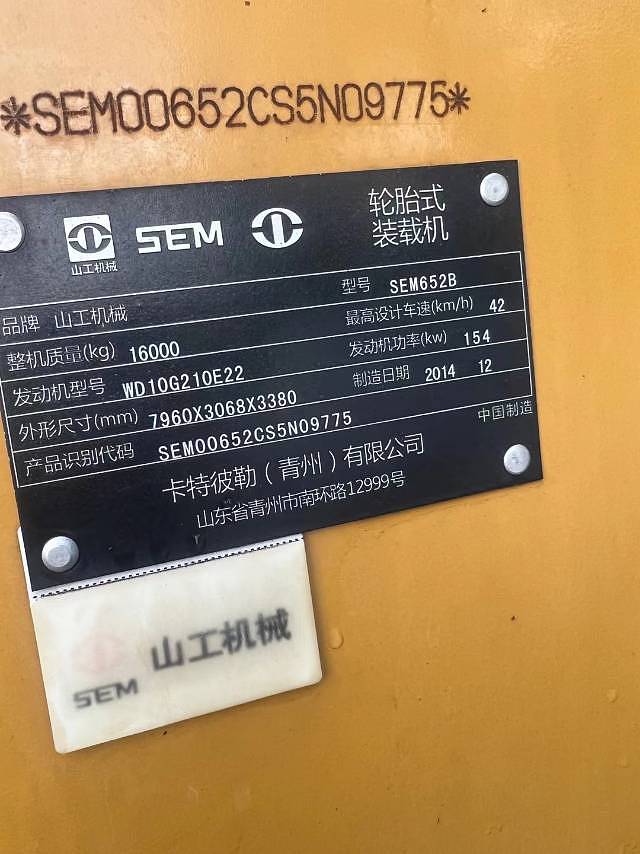 *SEM00652CS5N09775*
山工机械 SEM
轮胎式
装载机
品牌 山工机械 型号 SEM652B
整机质量(kg) 16000 最高设计车速(km/h) 42
发动机型号 WD10G210E22 发动机功率(kw) 154
外形尺寸(mm) 7960X3068X3380 制造日期 2014 12
产品识别代码 SEM00652CS5N09775 中国制造
卡特彼勒(青州)有限公司
山东省青州市南环路12999号
SEM 山工机械